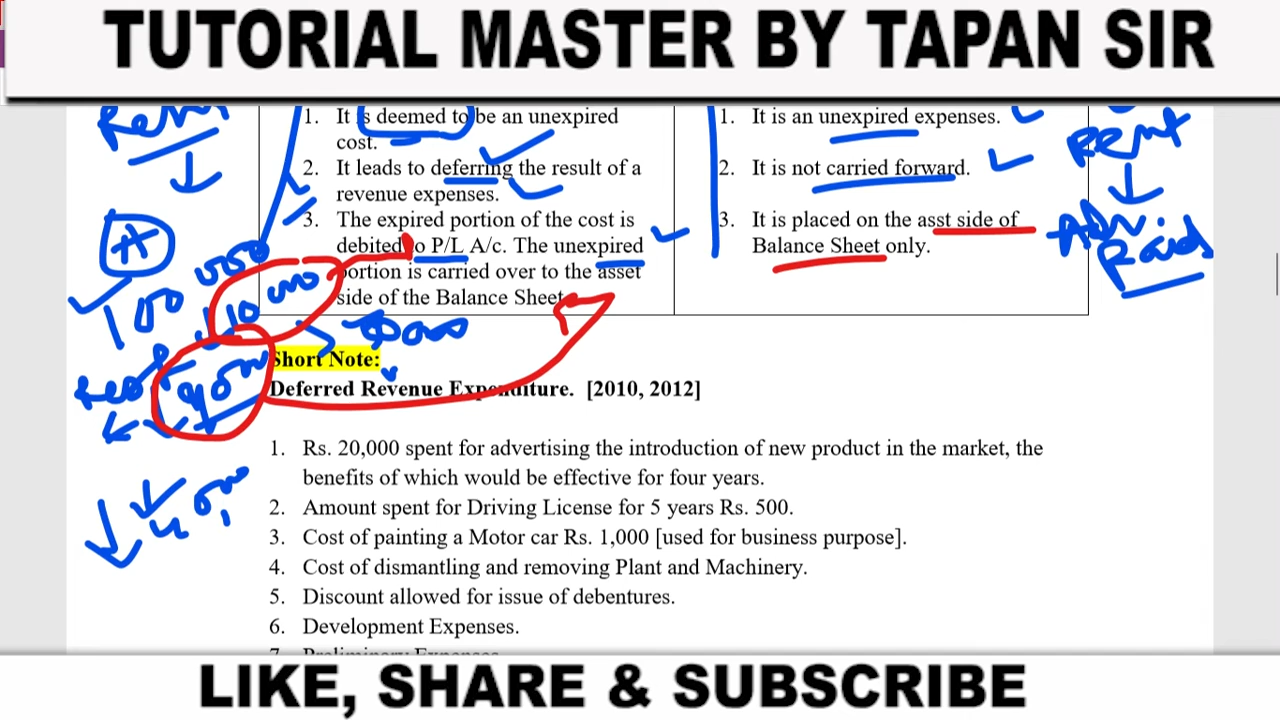 TUTORIAL MASTER BY TAPAN SIR
Rent
1. It is deemed to be an unexpired
cost.
2. It leads to deferring the result of a
revenue expenses.
3. The expired portion of the cost is
debited to P/L A/c. The unexpired
portion is carried over to the asset
side of the Balance Sheet
1. It is an unexpired expenses.
2. It is not carried forward.
3. It is placed on the asst side of
Balance Sheet only.
Rent
Adv.
Paid
A
100 000
10 000
Short Note:
Deferred Revenue Expenditure. [2010, 2012]
1. Rs. 20,000 spent for advertising the introduction of new product in the market, the
benefits of which would be effective for four years.
2. Amount spent for Driving License for 5 years Rs. 500.
3. Cost of painting a Motor car Rs. 1,000 [used for business purpose].
4. Cost of dismantling and removing Plant and Machinery.
5. Discount allowed for issue of debentures.
6. Development Expenses.
7. Preliminary Expenses
LIKE, SHARE & SUBSCRIBE